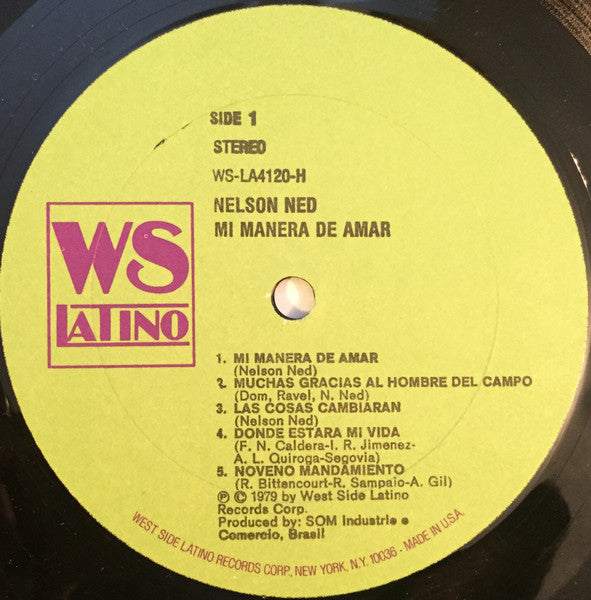 SIDE 1
STEREO
WS-LA4120-H
NELSON NED
MI MANERA DE AMAR
WS
LATINO
1. MI MANERA DE AMAR
(Nelson Ned)
2. MUCHAS GRACIAS AL HOMBRE DEL CAMPO
(Dom, Ravel, N. Ned)
3. LAS COSAS CAMBIARAN
(Nelson Ned)
4. DONDE ESTARA MI VIDA
(F. N. Caldera-I. R. Jimenez-
A. L. Quiroga-Segovia)
5. NOVENO MANDAMIENTO
(R. Bittencourt-R. Sampaio-A. Gil)
℗ © 1979 by West Side Latino
Records Corp.
Produced by: SOM Industrie e
Comercio, Brasil
WEST SIDE LATINO RECORDS CORP., NEW YORK, N.Y. 10036 - MADE IN U.S.A.